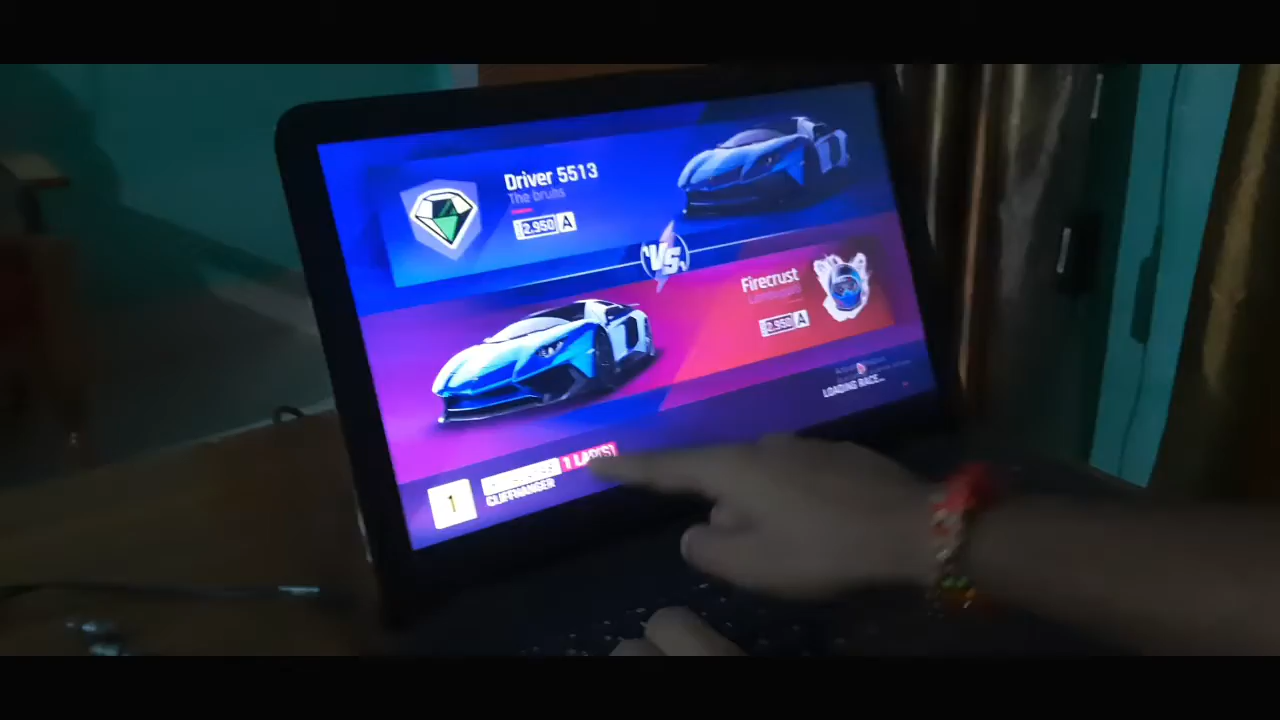 Driver 5513
The bruhs
2.950 A
VS
Firecrust
2.950 A
LOADING RACE...
1 LAP(S)
1
CLIFFHANGER